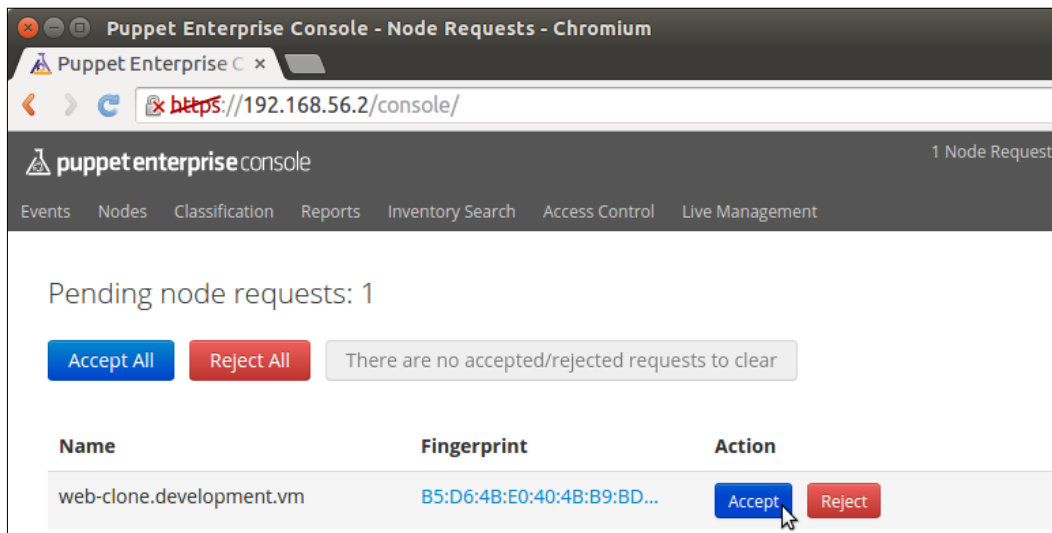 Puppet Enterprise Console - Node Requests - Chromium
Puppet Enterprise C ×
https://192.168.56.2/console/
puppet enterprise console
1 Node Request
Events Nodes Classification Reports Inventory Search Access Control Live Management
Pending node requests: 1
Accept All Reject All There are no accepted/rejected requests to clear
Name Fingerprint Action
web-clone.development.vm B5:D6:4B:E0:40:4B:B9:BD... Accept Reject